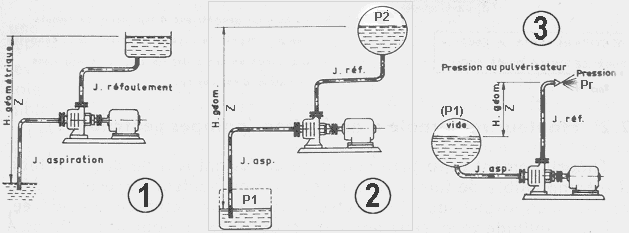 H. géométrique
Z
J. réfoulement
J. aspiration
1
P2
H. géom.
Z
J. réf.
J. asp.
P1
2
3
Pression au pulvérisateur
Pression
Pr
H. géom.
Z
J. réf.
(P1)
vide
J. asp.